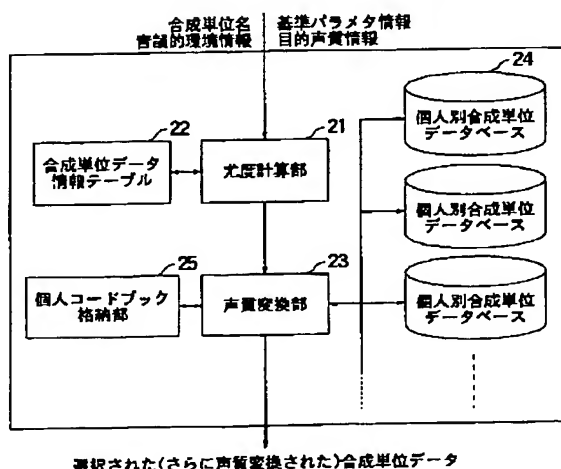 合成単位名
音韻的環境情報
基準パラメタ情報
目的声質情報
22
合成単位データ
情報テーブル
21
尤度計算部
24
個人別合成単位
データベース
個人別合成単位
データベース
25
個人コードブック
格納部
23
声質変換部
個人別合成単位
データベース
選択された(さらに声質変換された)合成単位データ